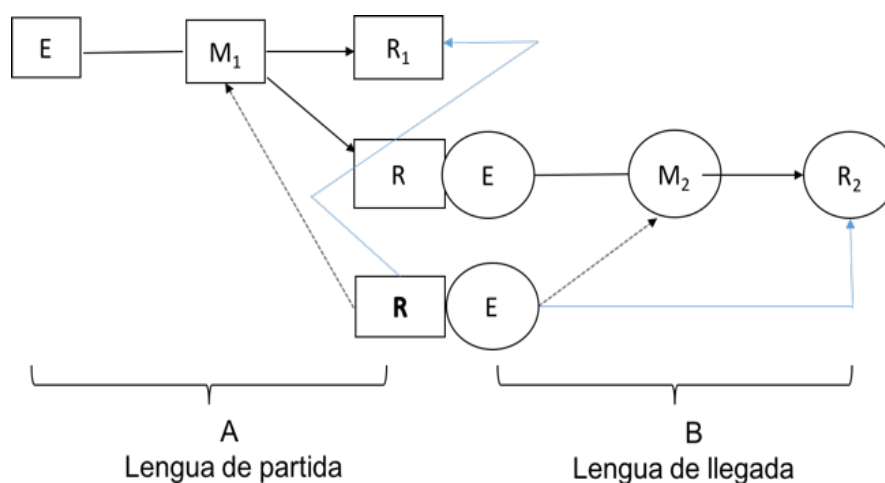 E M₁ R₁
R E M₂ R₂
R E
A B
Lengua de partida Lengua de llegada